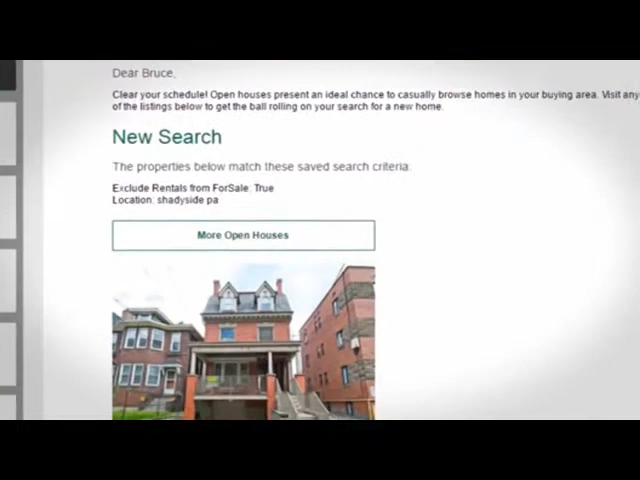 Dear Bruce,
Clear your schedule! Open houses present an ideal chance to casually browse homes in your buying area. Visit any
of the listings below to get the ball rolling on your search for a new home.
New Search
The properties below match these saved search criteria:
Exclude Rentals from ForSale: True
Location: shadyside pa
More Open Houses